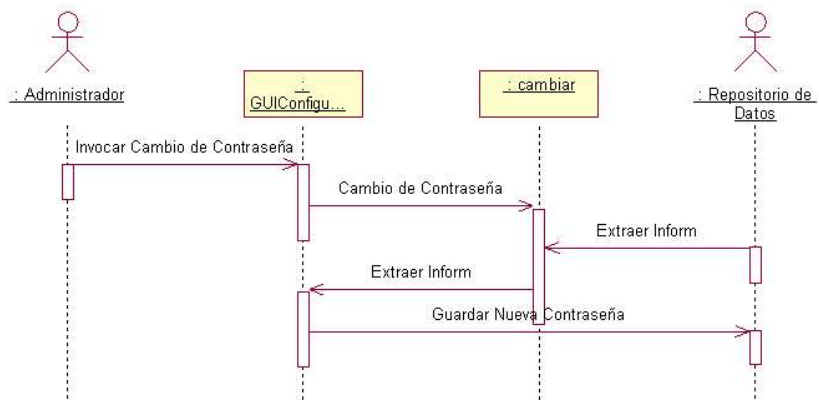 : Administrador
:
GUIConfigu...
: cambiar
: Repositorio de
Datos
Invocar Cambio de Contraseña
Cambio de Contraseña
Extraer Inform
Extraer Inform
Guardar Nueva Contraseña